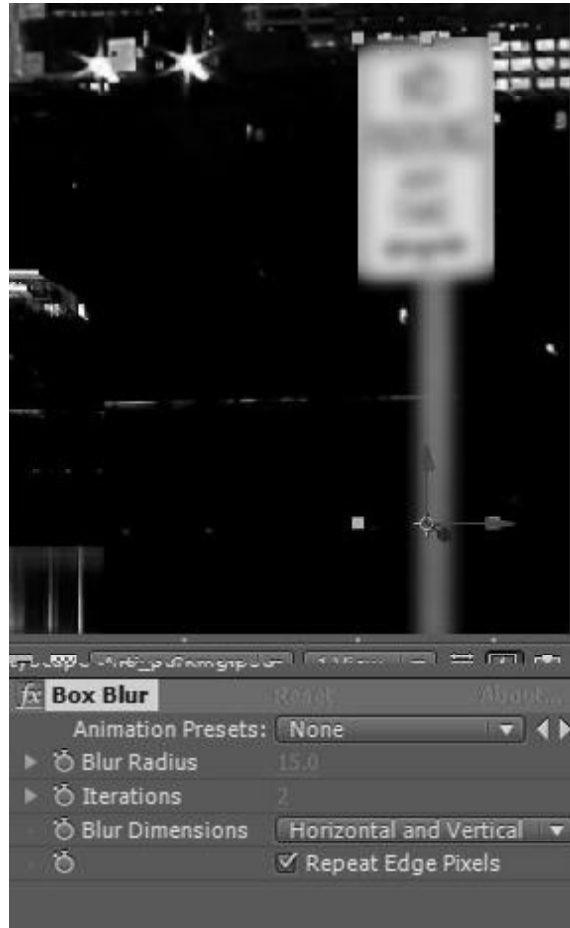 fx Box Blur Reset About...
Animation Presets: None
Blur Radius 15.0
Iterations 2
Blur Dimensions Horizontal and Vertical
Repeat Edge Pixels